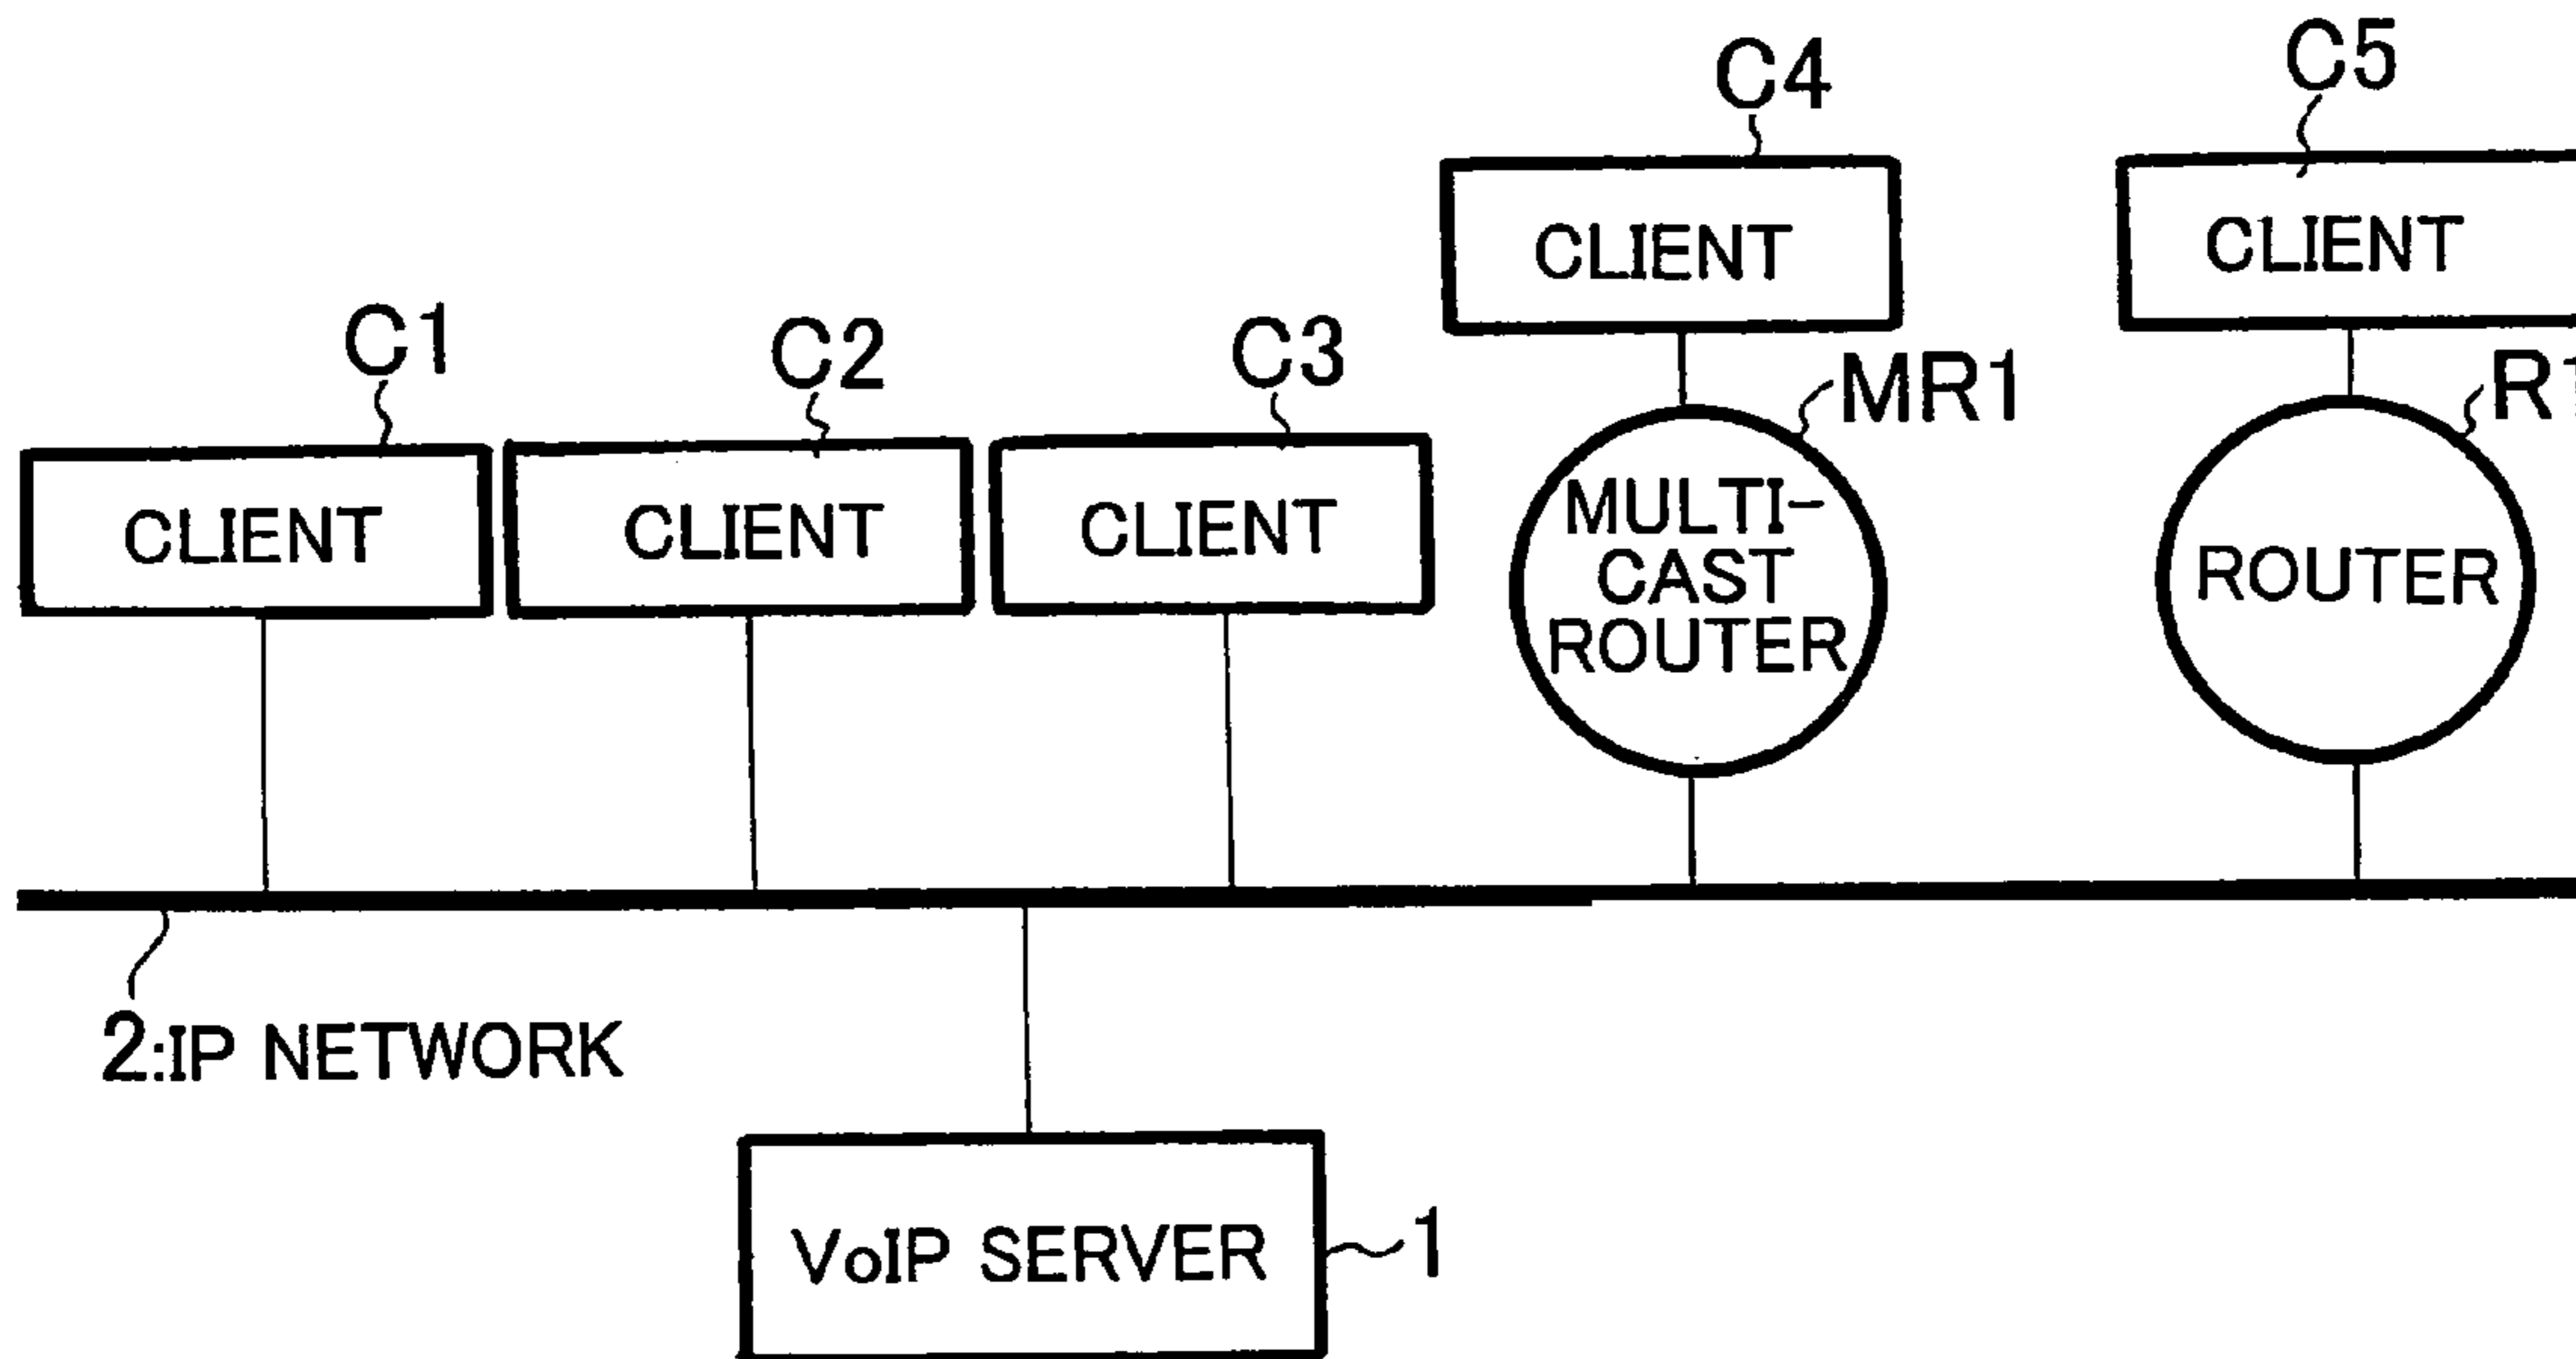 C4
C5
CLIENT
CLIENT
C1
C2
C3
MR1
R1
CLIENT
CLIENT
CLIENT
MULTI-
CAST
ROUTER
ROUTER
2:IP NETWORK
VoIP SERVER
1